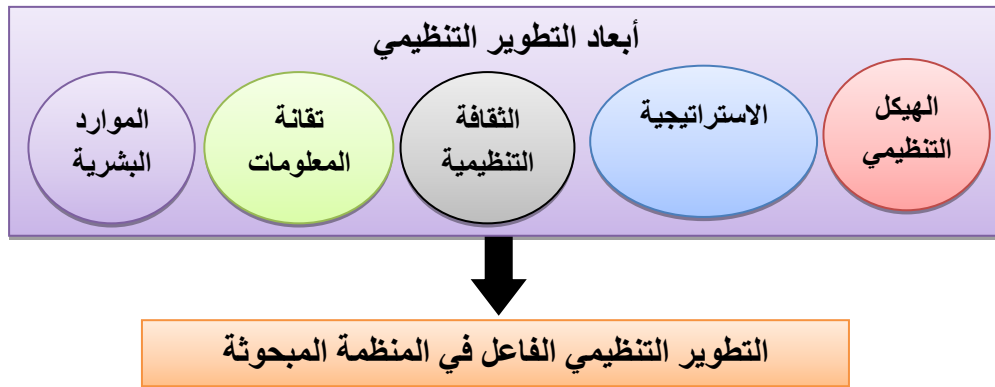 أبعاد التطوير التنظيمي
الهيكل
التنظيمي
الاستراتيجية
الثقافة
التنظيمية
تقانة
المعلومات
الموارد
البشرية
التطوير التنظيمي الفاعل في المنظمة المبحوثة